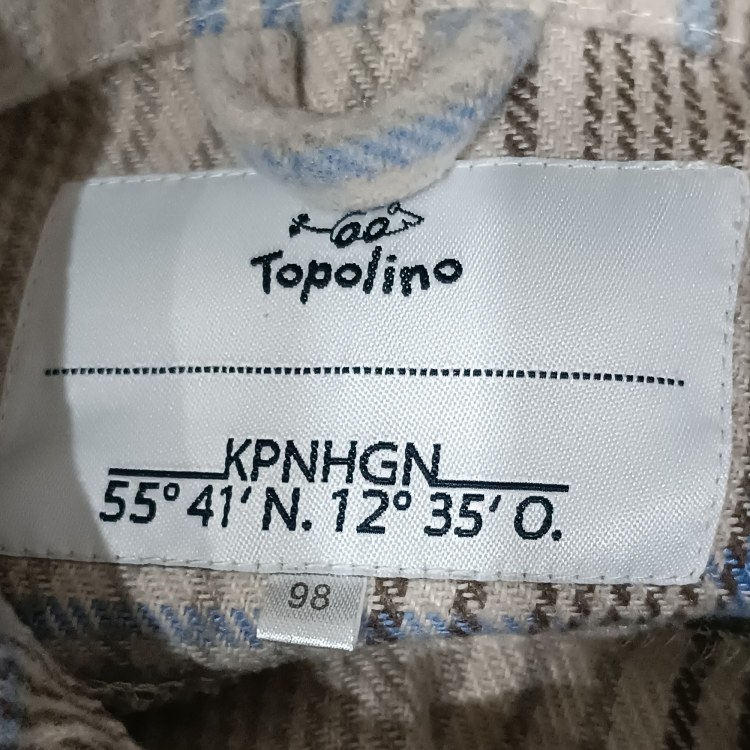 Topolino
KPNHGN
55° 41' N. 12° 35' O.
98